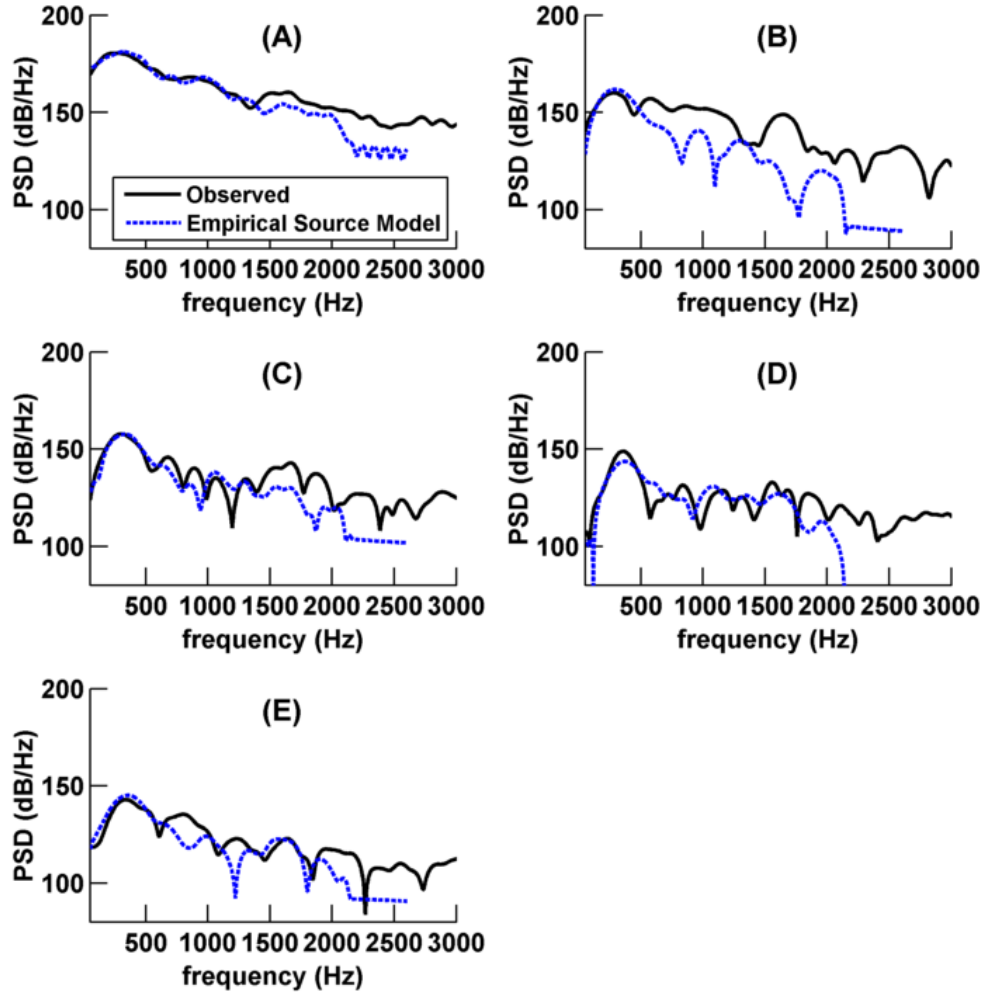 (A)
200
150
100
PSD (dB/Hz)
Observed
Empirical Source Model
500 1000 1500 2000 2500 3000
frequency (Hz)
(B)
200
150
100
PSD (dB/Hz)
500 1000 1500 2000 2500 3000
frequency (Hz)
(C)
200
150
100
PSD (dB/Hz)
500 1000 1500 2000 2500 3000
frequency (Hz)
(D)
200
150
100
PSD (dB/Hz)
500 1000 1500 2000 2500 3000
frequency (Hz)
(E)
200
150
100
PSD (dB/Hz)
500 1000 1500 2000 2500 3000
frequency (Hz)